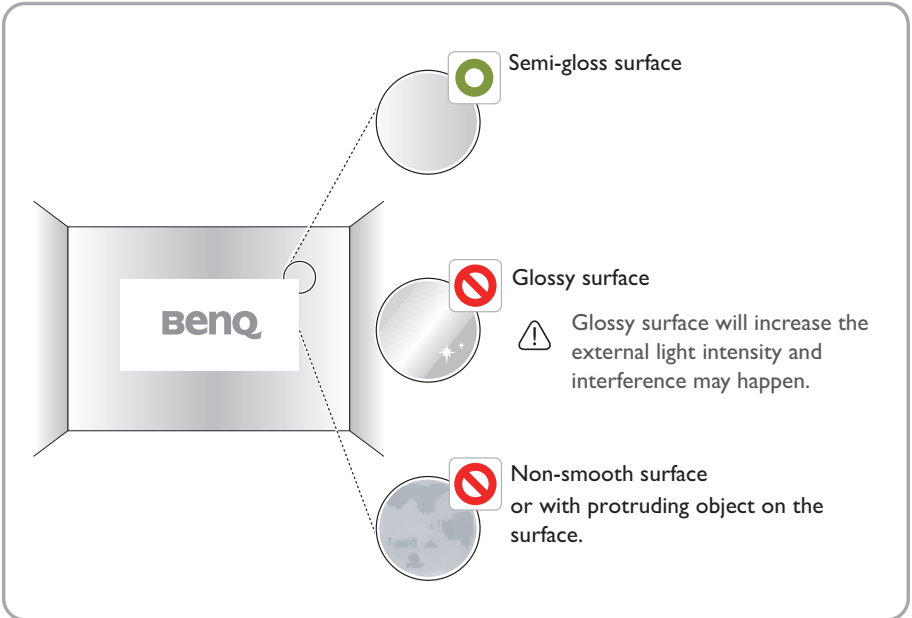 Semi-gloss surface
BenQ
Glossy surface
Glossy surface will increase the
external light intensity and
interference may happen.
Non-smooth surface
or with protruding object on the
surface.